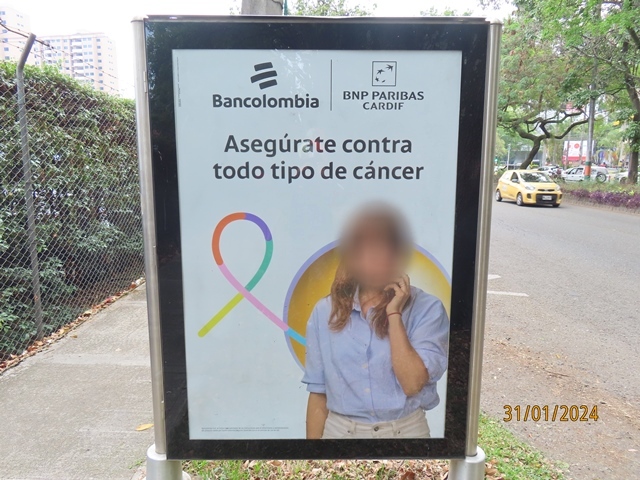 Bancolombia
BNP PARIBAS
CARDIF
Asegúrate contra
todo tipo de cáncer
31/01/2024